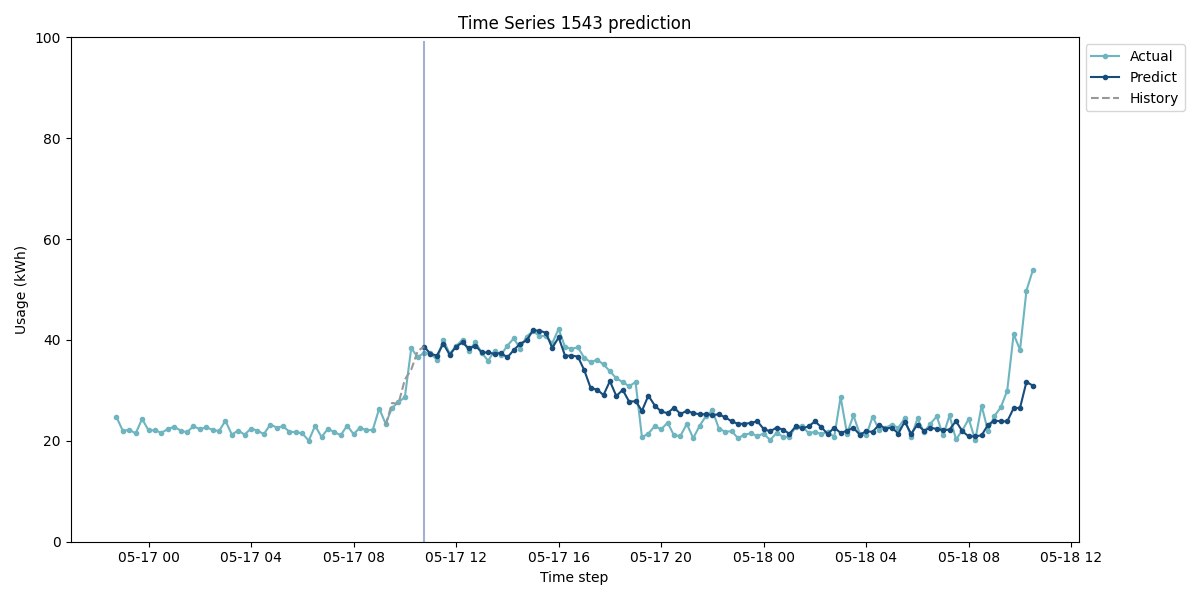 Time Series 1543 prediction
100
80
60
40
20
0
Usage (kWh)
05-17 00
05-17 04
05-17 08
05-17 12
05-17 16
05-17 20
05-18 00
05-18 04
05-18 08
05-18 12
Time step
Actual
Predict
History